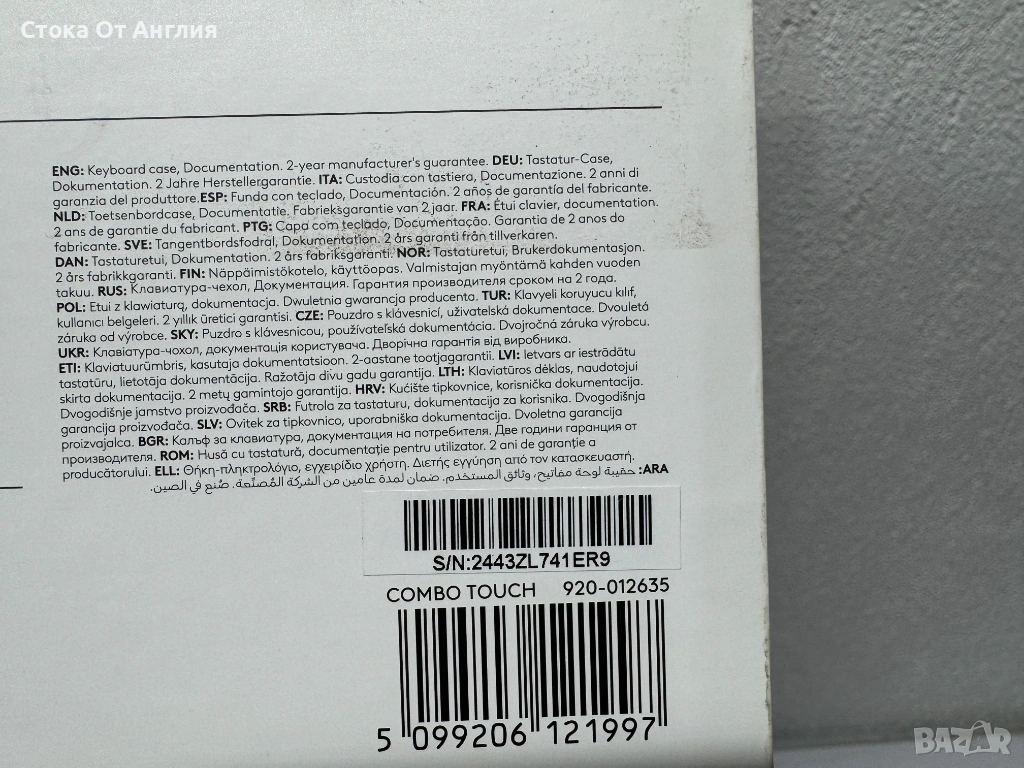 Стока От Англия
ENG: Keyboard case, Documentation. 2-year manufacturer's guarantee. DEU: Tastatur-Case,
Dokumentation. 2 Jahre Herstellergarantie. ITA: Custodia con tastiera, Documentazione. 2 anni di
garanzia del produttore.ESP: Funda con teclado, Documentación. 2 años de garantía del fabricante.
NLD: Toetsenbordcase, Documentatie. Fabrieksgarantie van 2 jaar. FRA: Étui clavier, documentation.
2 ans de garantie du fabricant. PTG: Capa com teclado, Documentação. Garantia de 2 anos do
fabricante. SVE: Tangentbordsfodral, Dokumentation. 2 års garanti från tillverkaren.
DAN: Tastaturetui, Dokumentation. 2 års fabriksgaranti. NOR: Tastaturetui, Brukerdokumentasjon.
2 års fabrikkgaranti. FIN: Näppäimistökotelo, käyttöopas. Valmistajan myöntämä kahden vuoden
takuu. RUS: Клавиатура-чехол, Документация. Гарантия производителя сроком на 2 года.
POL: Etui z klawiaturą, dokumentacja. Dwuletnia gwarancja producenta. TUR: Klavyeli koruyucu kılıf,
kullanıcı belgeleri. 2 yıllık üretici garantisi. CZE: Pouzdro s klávesnicí, uživatelská dokumentace. Dvouletá
záruka od výrobce. SKY: Puzdro s klávesnicou, používateľská dokumentácia. Dvojročná záruka výrobcu.
UKR: Клавіатура-чохол, документація користувача. Дворічна гарантія від виробника.
ETI: Klaviatuurümbris, kasutaja dokumentatsioon. 2-aastane tootjagarantii. LVI: Ietvars ar iestrādātu
tastatūru, lietotāja dokumentācija. Ražotāja divu gadu garantija. LTH: Klaviatūros dėklas, naudotojui
skirta dokumentacija. 2 metų gamintojo garantija. HRV: Kućište tipkovnice, korisnička dokumentacija.
Dvogodišnje jamstvo proizvođača. SRB: Futrola za tastaturu, dokumentacija za korisnika. Dvogodišnja
garancija proizvođača. SLV: Ovitek za tipkovnico, uporabniška dokumentacija. Dvoletna garancija
proizvajalca. BGR: Калъф за клавиатура, документация на потребителя. Две години гаранция от
производителя. ROM: Husă cu tastatură, documentație pentru utilizator. 2 ani de garanție a
producătorului. ELL: Θήκη-πληκτρολόγιο, εγχειρίδιο χρήστη. Διετής εγγύηση από τον κατασκευαστή.
ARA: حقيبة لوحة مفاتيح، وثائق المستخدم. ضمان لمدة عامين من الشركة المُصنّعة. صُنع في الصين.
S/N:2443ZL741ER9
COMBO TOUCH 920-012635
5 099206 121997
BAZAR